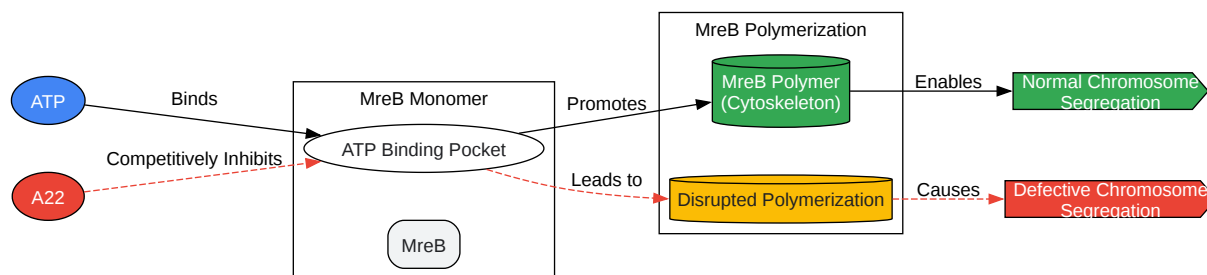 MreB Polymerization
MreB Polymer
(Cytoskeleton)
Enables
Normal Chromosome
Segregation
ATP
Binds
MreB Monomer
Promotes
ATP Binding Pocket
Competitively Inhibits
A22
Leads to
Disrupted Polymerization
Causes
Defective Chromosome
Segregation
MreB